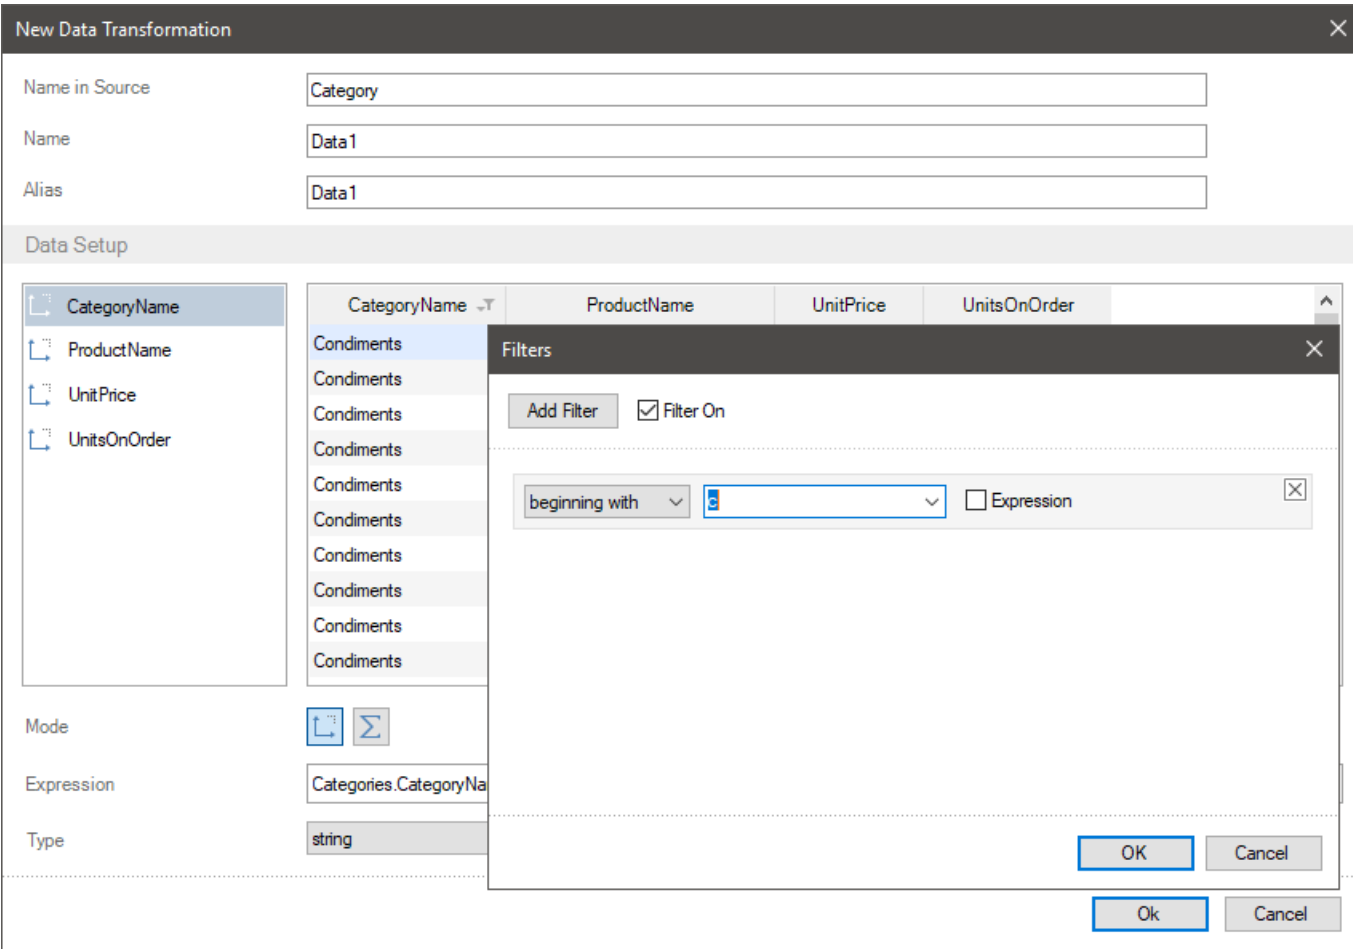 New Data Transformation
Name in Source
Category
Name
Data1
Alias
Data1
Data Setup
CategoryName
ProductName
UnitPrice
UnitsOnOrder
CategoryName ProductName UnitPrice UnitsOnOrder
Condiments
Condiments
Condiments
Condiments
Condiments
Condiments
Condiments
Condiments
Condiments
Condiments
Filters
Add Filter Filter On
beginning with c Expression
OK Cancel
Mode
Expression
Categories.CategoryNa
Type
string
Ok Cancel